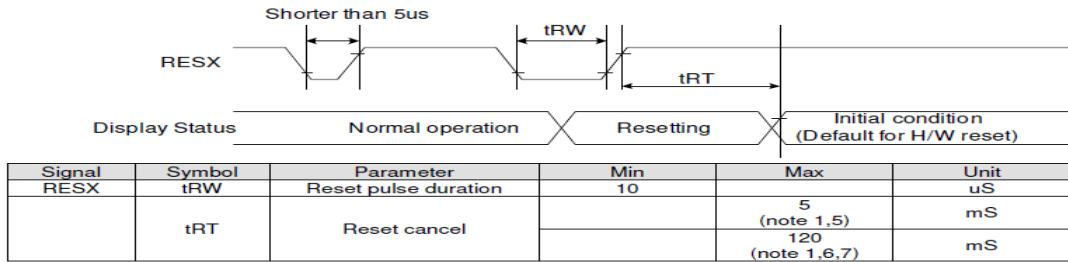 Shorter than 5us
tRW
RESX
tRT
Display Status
Normal operation
Resetting
Initial condition
(Default for H/W reset)
Signal Symbol Parameter Min Max Unit
RESX tRW Reset pulse duration 10 uS
tRT Reset cancel
5
(note 1,5)
mS
120
(note 1,6,7)
mS